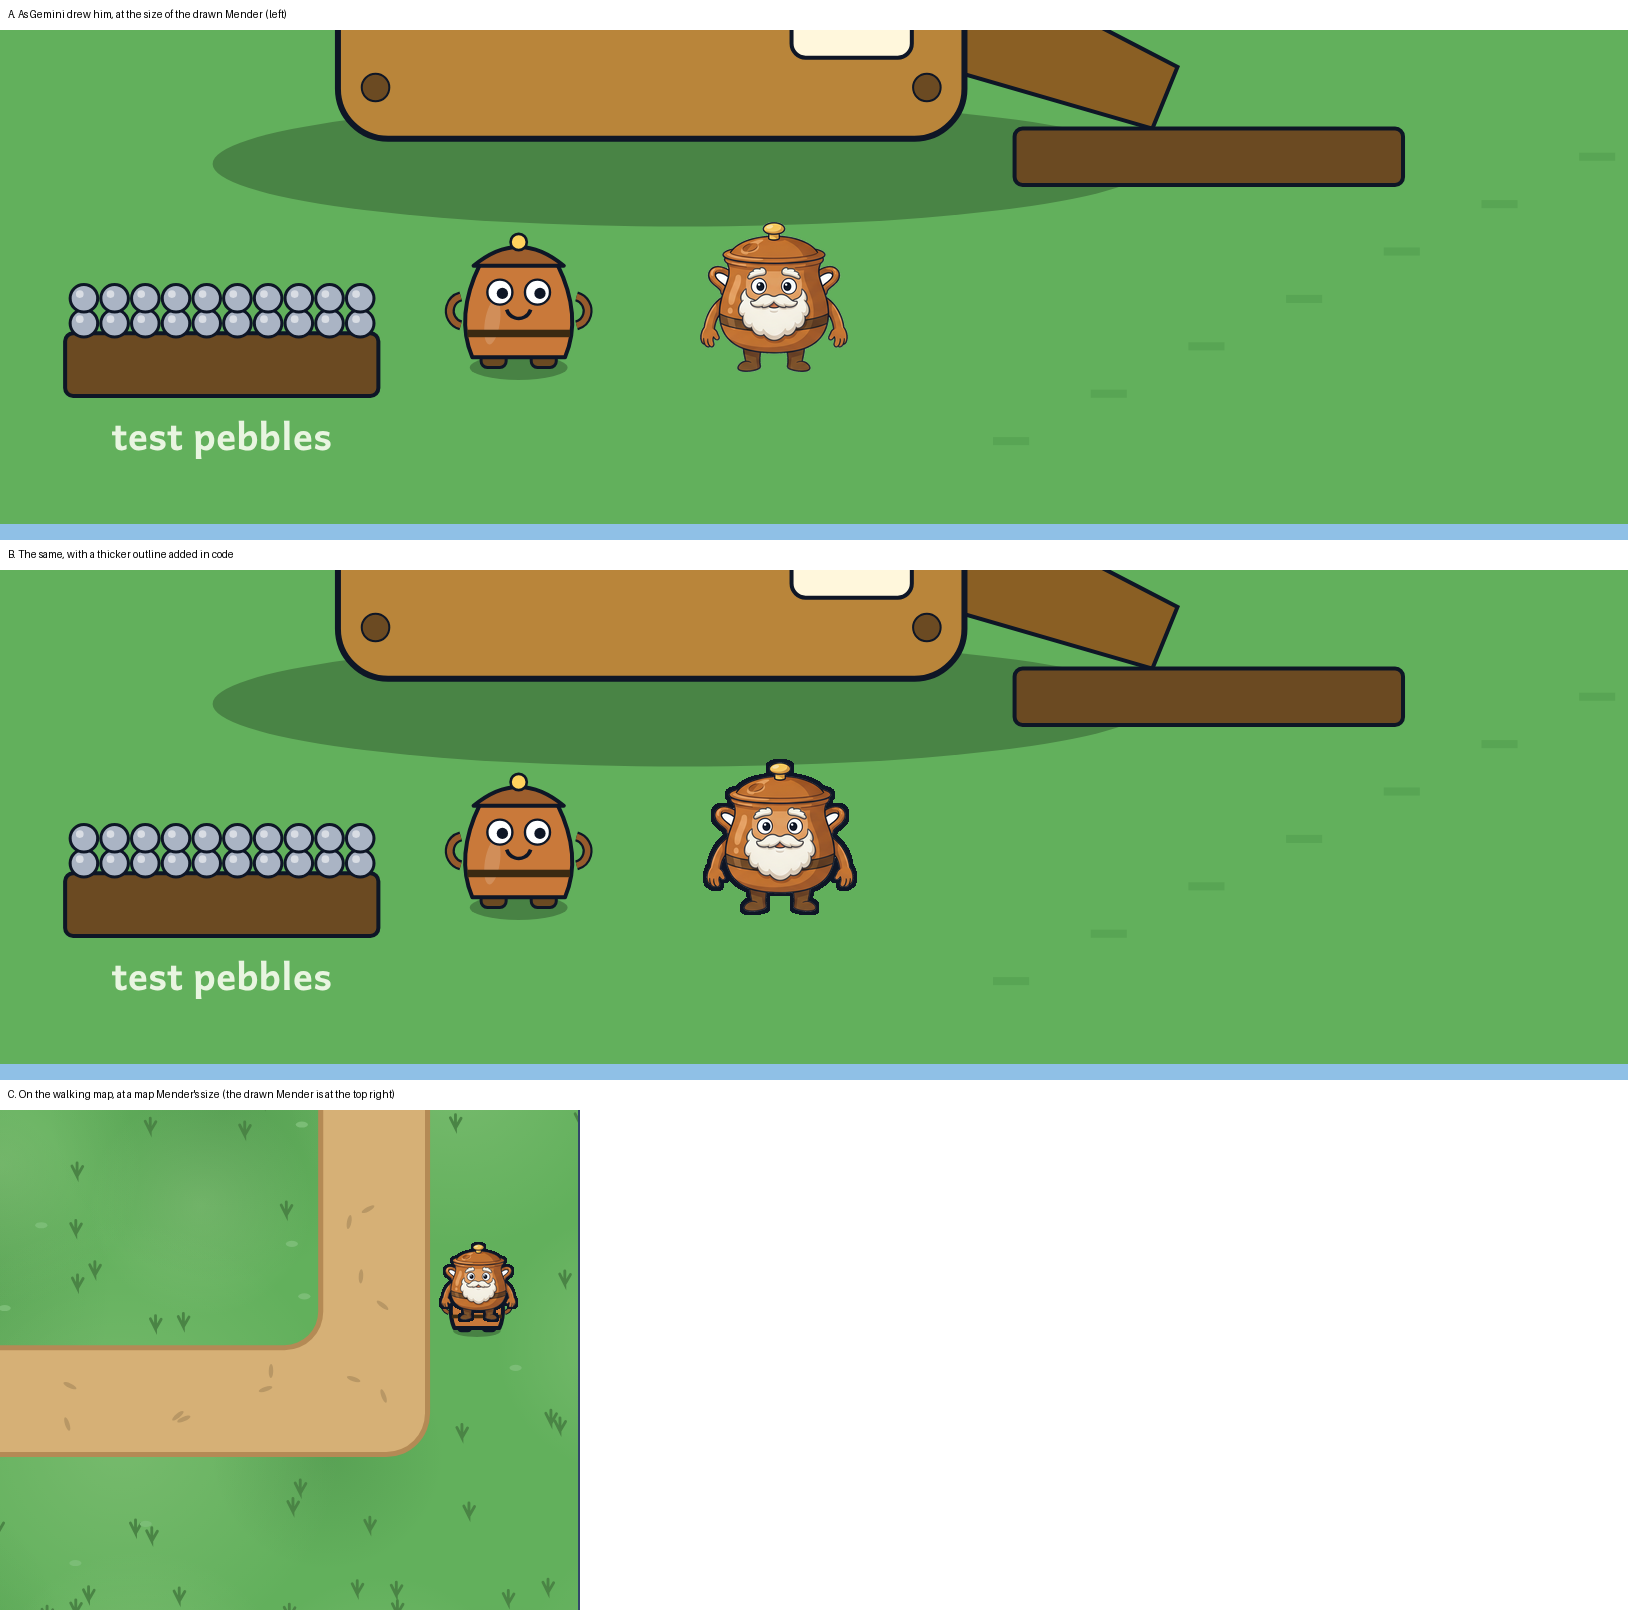 A. As Gemini drew him, at the size of the drawn Mender (left)
test pebbles
B. The same, with a thicker outline added in code
test pebbles
C. On the walking map, at a map Mender's size (the drawn Mender is at the top right)